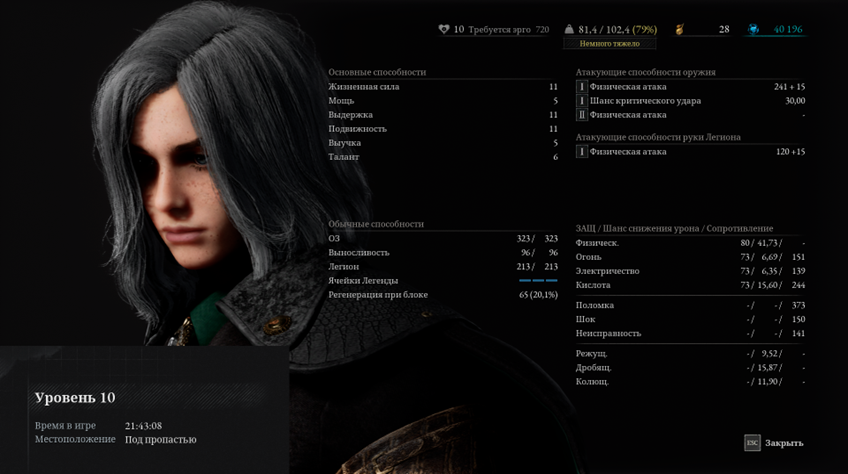 10 Требуется эрго 720
81,4 / 102,4 (79%)
28
40 196
Немного тяжело
Основные способности
Жизненная сила 11
Мощь 5
Выдержка 11
Подвижность 11
Выучка 5
Талант 6
Обычные способности
ОЗ 323 / 323
Выносливость 96 / 96
Легион 213 / 213
Ячейки Легенды
Регенерация при блоке 65 (20,1%)
Атакующие способности оружия
I Физическая атака 241 + 15
I Шанс критического удара 30,00
II Физическая атака -
Атакующие способности руки Легиона
I Физическая атака 120 +15
ЗАЩ / Шанс снижения урона / Сопротивление
Физическ. 80 / 41,73 / -
Огонь 73 / 6,69 / 151
Электричество 73 / 6,35 / 139
Кислота 73 / 15,60 / 244
Поломка - / - / 373
Шок - / - / 150
Неисправность - / - / 141
Режущ. - / 9,52 / -
Дробящ. - / 15,87 / -
Колющ. - / 11,90 / -
Уровень 10
Время в игре 21:43:08
Местоположение Под пропастью
ESC Закрыть